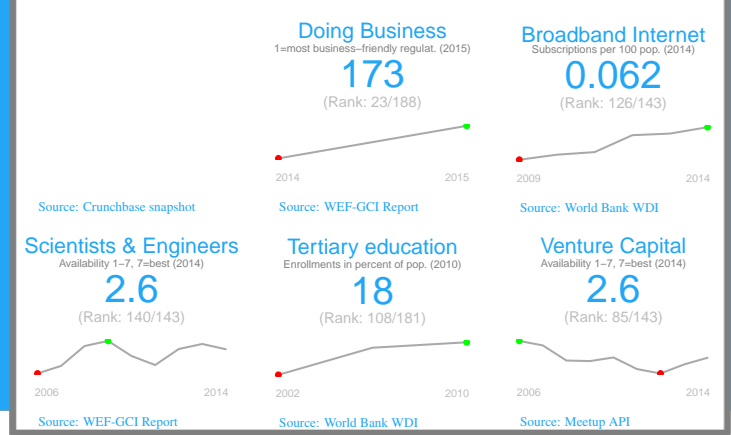 Doing Business
1=most business−friendly regulat. (2015)
173
(Rank: 23/188)
2014 2015
Source: Crunchbase snapshot
Source: WEF-GCI Report
Broadband Internet
Subscriptions per 100 pop. (2014)
0.062
(Rank: 126/143)
2009 2014
Source: World Bank WDI
Scientists & Engineers
Availability 1−7, 7=best (2014)
2.6
(Rank: 140/143)
2006 2014
Source: WEF-GCI Report
Tertiary education
Enrollments in percent of pop. (2010)
18
(Rank: 108/181)
2002 2010
Source: World Bank WDI
Venture Capital
Availability 1−7, 7=best (2014)
2.6
(Rank: 85/143)
2006 2014
Source: Meetup API